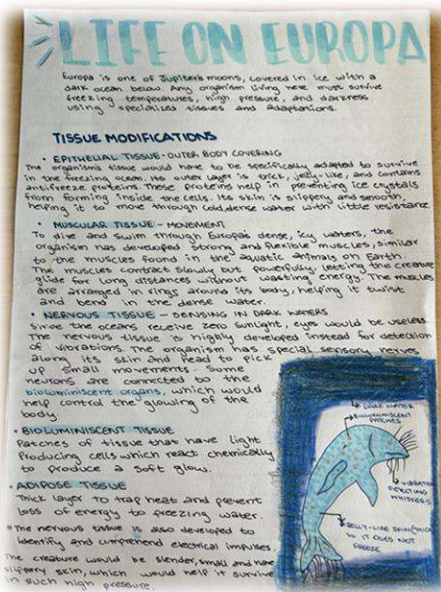 LIFE ON EUROPA
Europa is one of Jupiter's moons, covered in ice with a
dark ocean below. Any organism living here must survive
freezing temperatures, high pressure, and darkness
using specialized tissues and adaptations.
TISSUE MODIFICATIONS
• EPITHELIAL TISSUE - OUTER BODY COVERING
The organisms tissue would have to be specifically adapted to survive
in the freezing ocean. Its outer layer is thick, jelly-like, and contains
antifreeze proteins. These proteins help in preventing ice crystals
from forming inside the cells. Its skin is slippery and smooth,
helping it to move through cold, dense water with little resistance.
• MUSCULAR TISSUE - MOVEMENT
To dive and swim through Europa's dense, icy waters, the
organism has developed strong and flexible muscles, similar
to the muscles found in the aquatic animals on Earth.
The muscles contract slowly but powerfully, letting the creature
glide for long distances without wasting energy. The muscles
are arranged in rings around its body, helping it twist
and bend in the dense water.
• NERVOUS TISSUE - SENSING IN DARK WATERS
Since the oceans receive zero sunlight, eyes would be useless.
The nervous tissue is highly developed instead for detection
of vibrations. The organism has special sensory nerves
along its skin and head to pick
up small movements. Some
neurons are connected to the
bioluminiscent organs, which would
help control the glowing of the
body.
• BIOLUMINISCENT TISSUE
Patches of tissue that have light
producing cells which react chemically
to produce a soft glow.
• ADIPOSE TISSUE
Thick layer to trap heat and prevent
loss of energy to freezing water.
The nervous tissue is also developed to
identify and comprehend electrical impulses.
The creature would be slender, small and have
slippery skin, which would help it survive
in such high pressure.
DARK WATER
BIOLUMINISCENT
PATCHES
VIBRATION
DETECTING
WHISKERS
JELLY-LIKE SKIN
SO IT DOES NOT
FREEZE